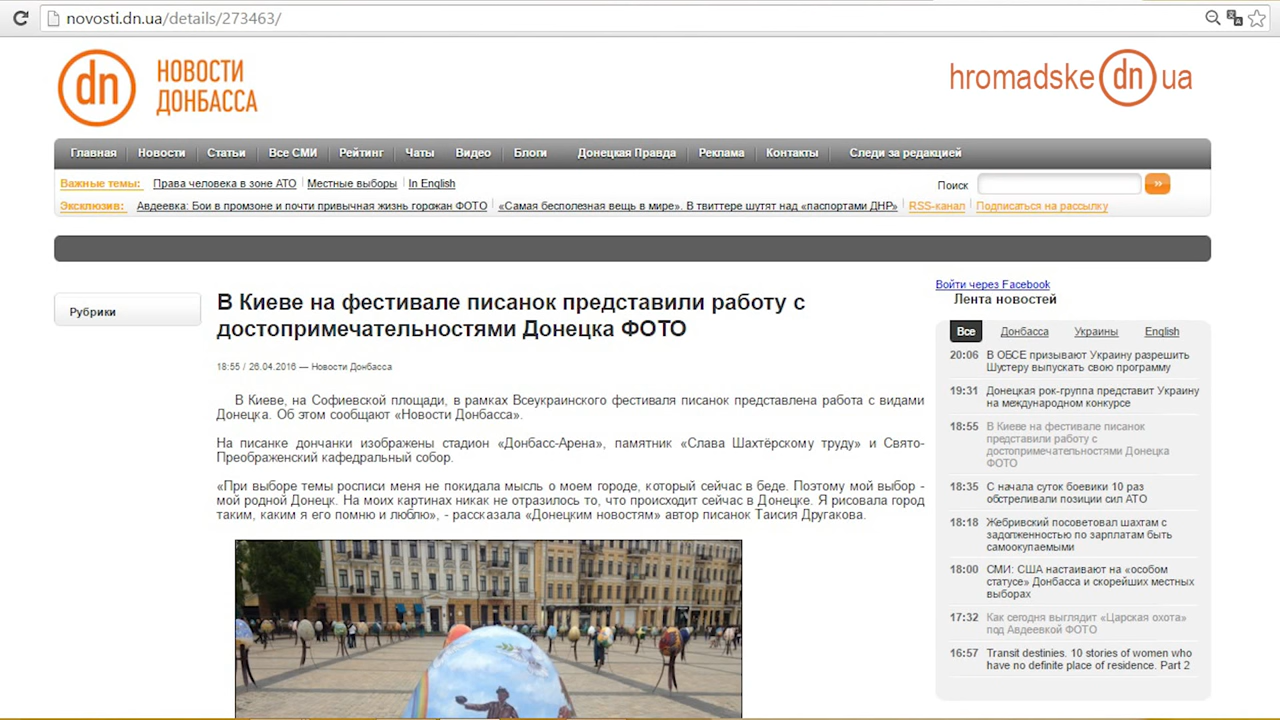 novosti.dn.ua/details/273463/
dn
НОВОСТИ
ДОНБАССА
hromadske dn ua
Главная Новости Статьи Все СМИ Рейтинг Чаты Видео Блоги Донецкая Правда Реклама Контакты Следи за редакцией
Важные темы: Права человека в зоне АТО Местные выборы In English
Поиск »
Эксклюзив: Авдеевка: Бои в промзоне и почти привычная жизнь горожан ФОТО «Самая бесполезная вещь в мире». В твиттере шутят над «паспортами ДНР» RSS-канал Подписаться на рассылку
Рубрики
В Киеве на фестивале писанок представили работу с
достопримечательностями Донецка ФОТО
18:55 / 26.04.2016 — Новости Донбасса
В Киеве, на Софиевской площади, в рамках Всеукраинского фестиваля писанок представлена работа с видами
Донецка. Об этом сообщают «Новости Донбасса».
На писанке дончанки изображены стадион «Донбасс-Арена», памятник «Слава Шахтёрскому труду» и Свято-
Преображенский кафедральный собор.
«При выборе темы росписи меня не покидала мысль о моем городе, который сейчас в беде. Поэтому мой выбор -
мой родной Донецк. На моих картинах никак не отразилось то, что происходит сейчас в Донецке. Я рисовала город
таким, каким я его помню и люблю», - рассказала «Донецким новостям» автор писанок Таисия Другакова.
Войти через Facebook
Лента новостей
Все Донбасса Украины English
20:06 В ОБСЕ призывают Украину разрешить
Шустеру выпускать свою программу
19:31 Донецкая рок-группа представит Украину
на международном конкурсе
18:55 В Киеве на фестивале писанок
представили работу с
достопримечательностями Донецка
ФОТО
18:35 С начала суток боевики 10 раз
обстреливали позиции сил АТО
18:18 Жебривский посоветовал шахтам с
задолженностью по зарплатам быть
самоокупаемыми
18:00 СМИ: США настаивают на «особом
статусе» Донбасса и скорейших местных
выборах
17:32 Как сегодня выглядит «Царская охота»
под Авдеевкой ФОТО
16:57 Transit destinies. 10 stories of women who
have no definite place of residence. Part 2